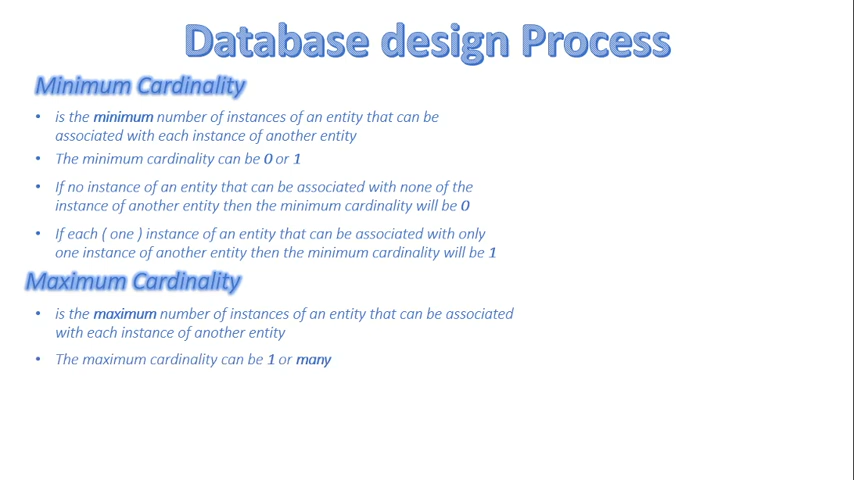 Database design Process
Minimum Cardinality
• is the minimum number of instances of an entity that can be
associated with each instance of another entity
• The minimum cardinality can be 0 or 1
• If no instance of an entity that can be associated with none of the
instance of another entity then the minimum cardinality will be 0
• If each ( one ) instance of an entity that can be associated with only
one instance of another entity then the minimum cardinality will be 1
Maximum Cardinality
• is the maximum number of instances of an entity that can be associated
with each instance of another entity
• The maximum cardinality can be 1 or many